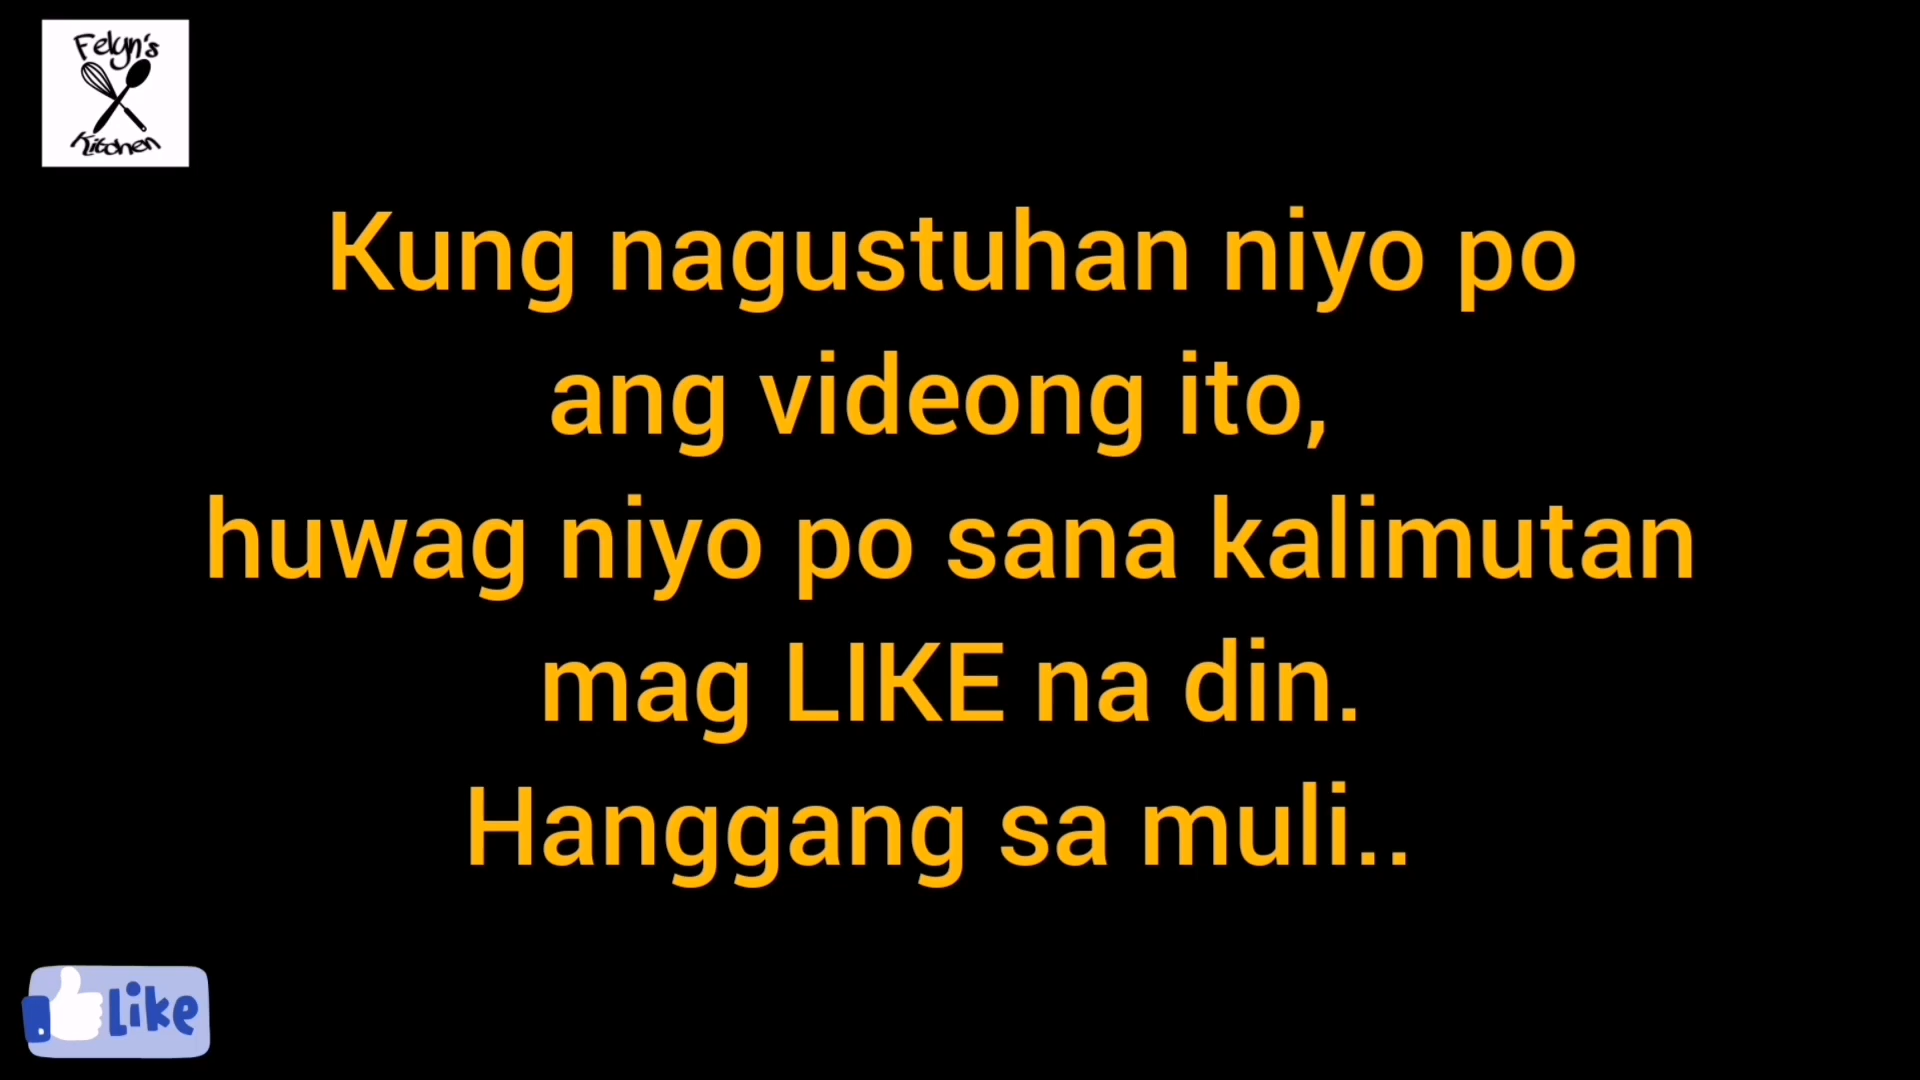 Felyn's
Kitchen
Kung nagustuhan niyo po
ang videong ito,
huwag niyo po sana kalimutan
mag LIKE na din.
Hanggang sa muli..
Like